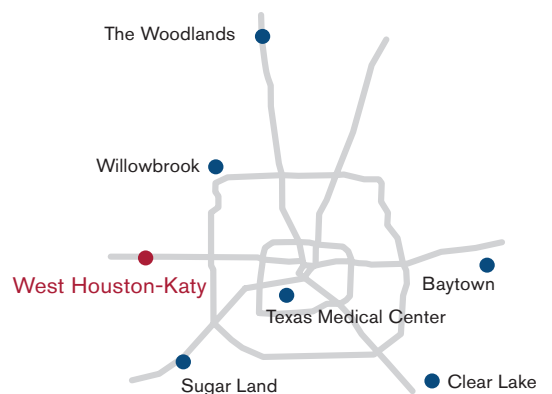 The Woodlands
Willowbrook
West Houston-Katy
Baytown
Texas Medical Center
Sugar Land
Clear Lake